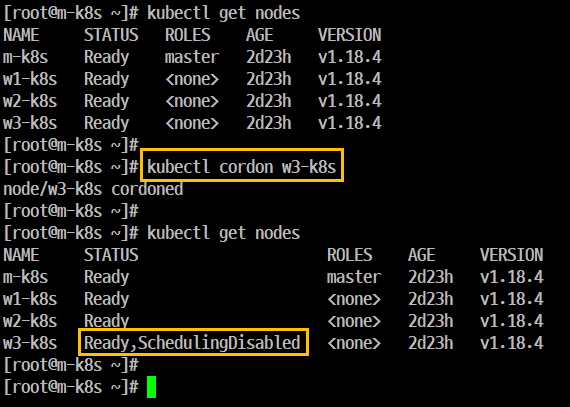 [root@m-k8s ~]# kubectl get nodes
NAME     STATUS   ROLES    AGE     VERSION
m-k8s    Ready    master   2d23h   v1.18.4
w1-k8s   Ready    <none>   2d23h   v1.18.4
w2-k8s   Ready    <none>   2d23h   v1.18.4
w3-k8s   Ready    <none>   2d23h   v1.18.4
[root@m-k8s ~]#
[root@m-k8s ~]# kubectl cordon w3-k8s
node/w3-k8s cordoned
[root@m-k8s ~]#
[root@m-k8s ~]# kubectl get nodes
NAME     STATUS                     ROLES    AGE     VERSION
m-k8s    Ready                      master   2d23h   v1.18.4
w1-k8s   Ready                      <none>   2d23h   v1.18.4
w2-k8s   Ready                      <none>   2d23h   v1.18.4
w3-k8s   Ready,SchedulingDisabled   <none>   2d23h   v1.18.4
[root@m-k8s ~]#
[root@m-k8s ~]#